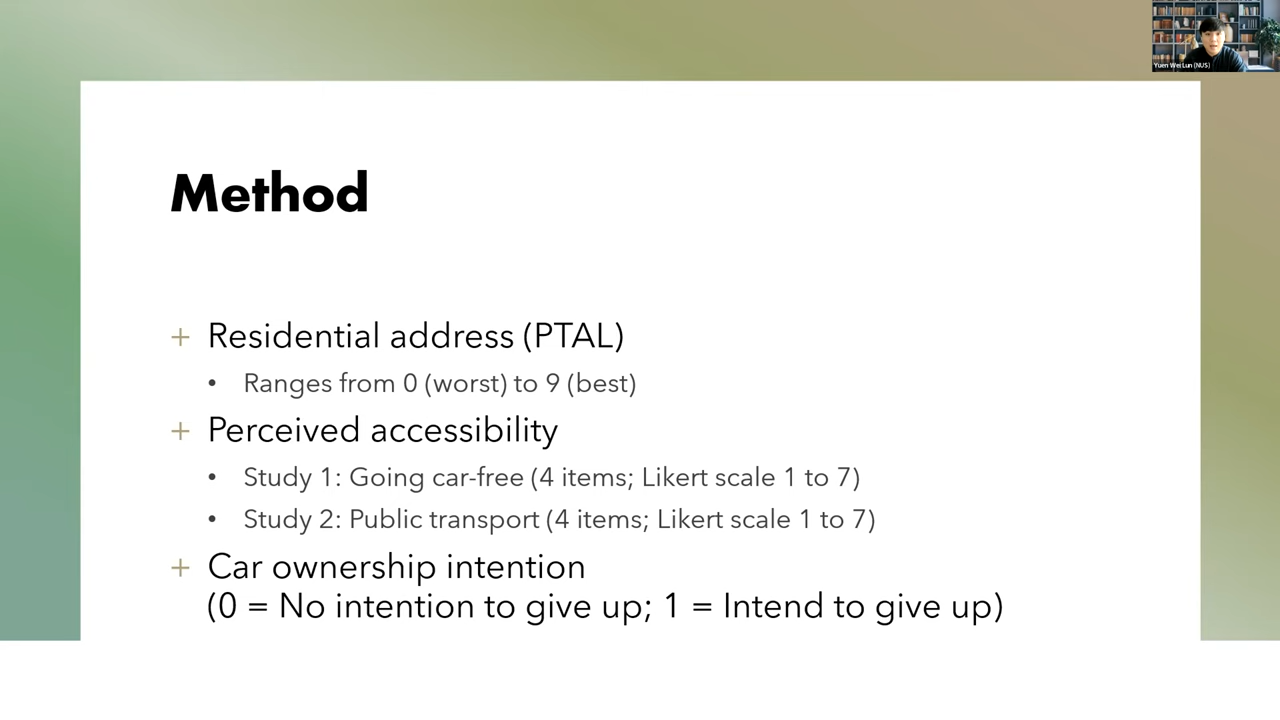 Yuen Wei Lun (NUS)
Method
+ Residential address (PTAL)
• Ranges from 0 (worst) to 9 (best)
+ Perceived accessibility
• Study 1: Going car-free (4 items; Likert scale 1 to 7)
• Study 2: Public transport (4 items; Likert scale 1 to 7)
+ Car ownership intention
(0 = No intention to give up; 1 = Intend to give up)